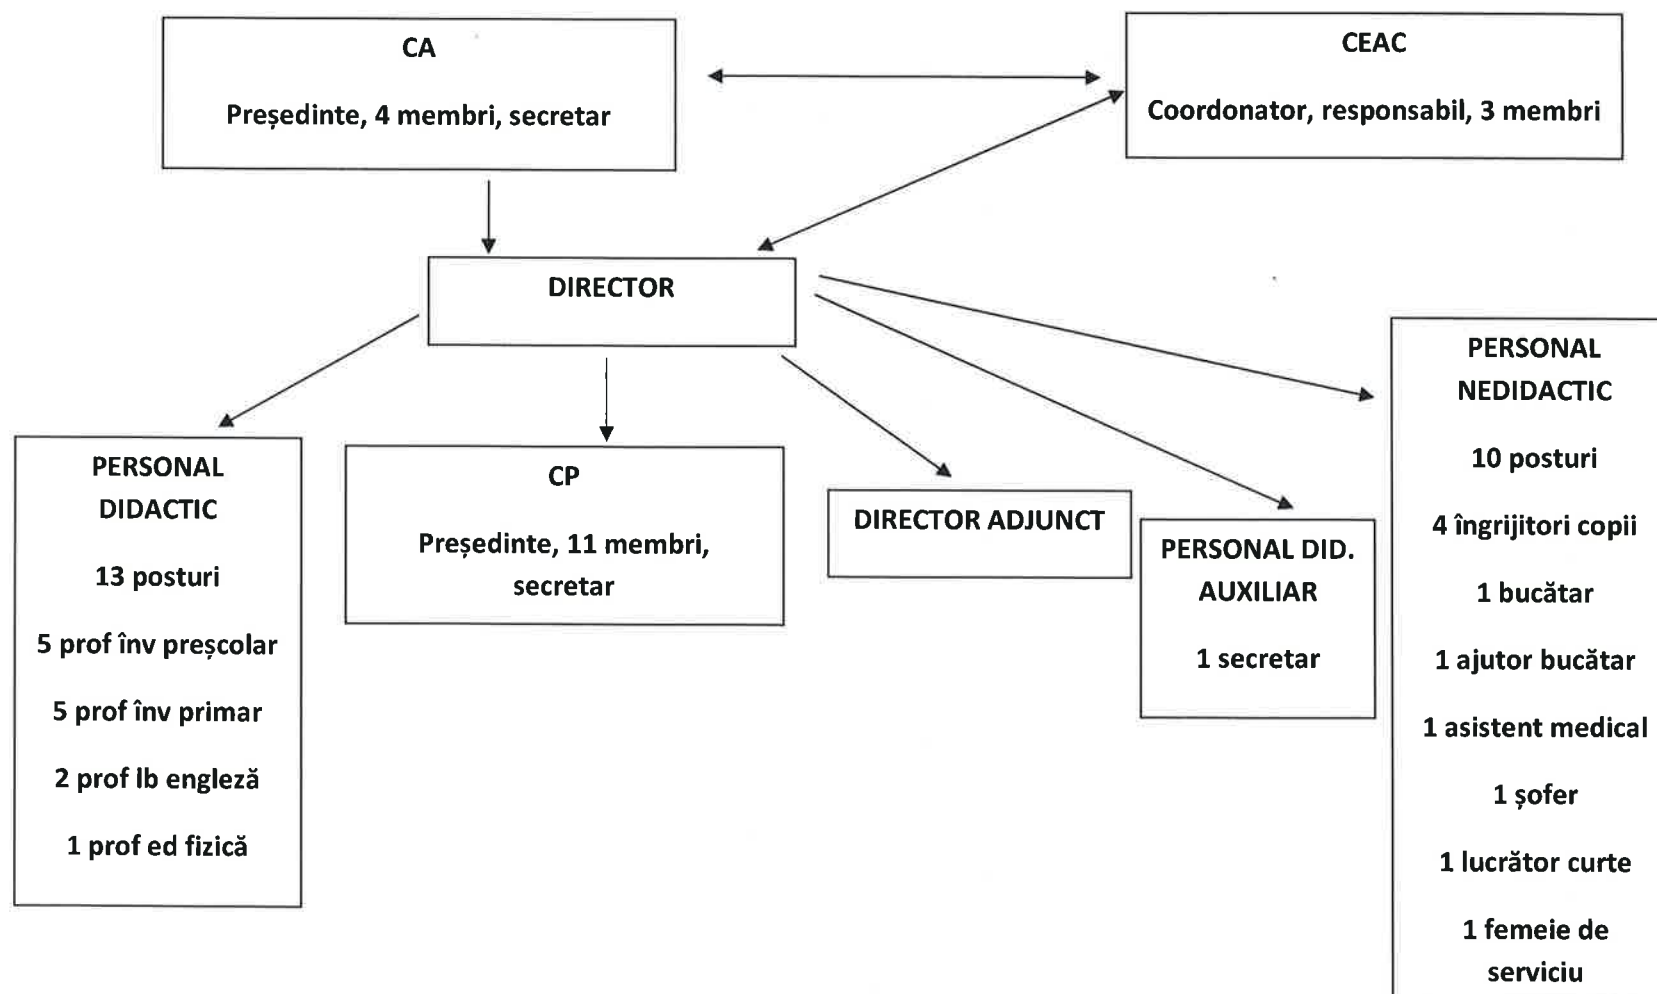 CA
Președinte, 4 membri, secretar
CEAC
Coordonator, responsabil, 3 membri
DIRECTOR
PERSONAL
DIDACTIC
13 posturi
5 prof înv preșcolar
5 prof înv primar
2 prof lb engleză
1 prof ed fizică
CP
Președinte, 11 membri,
secretar
DIRECTOR ADJUNCT
PERSONAL DID.
AUXILIAR
1 secretar
PERSONAL
NEDIDACTIC
10 posturi
4 îngrijitori copii
1 bucătar
1 ajutor bucătar
1 asistent medical
1 șofer
1 lucrător curte
1 femeie de
serviciu